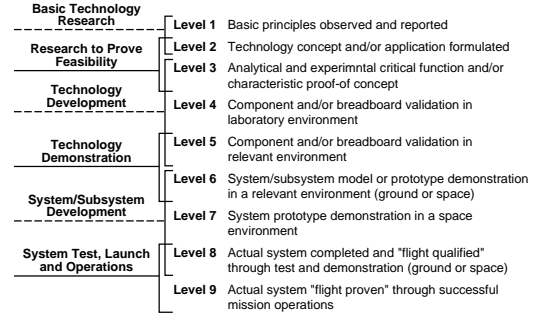 Basic Technology
Research
Level 1 Basic principles observed and reported
Research to Prove
Feasibility
Level 2 Technology concept and/or application formulated
Level 3 Analytical and experimntal critical function and/or
characteristic proof-of concept
Technology
Development
Level 4 Component and/or breadboard validation in
laboratory environment
Technology
Demonstration
Level 5 Component and/or breadboard validation in
relevant environment
Level 6 System/subsystem model or prototype demonstration
in a relevant environment (ground or space)
System/Subsystem
Development
Level 7 System prototype demonstration in a space
environment
System Test, Launch
and Operations
Level 8 Actual system completed and "flight qualified"
through test and demonstration (ground or space)
Level 9 Actual system "flight proven" through successful
mission operations